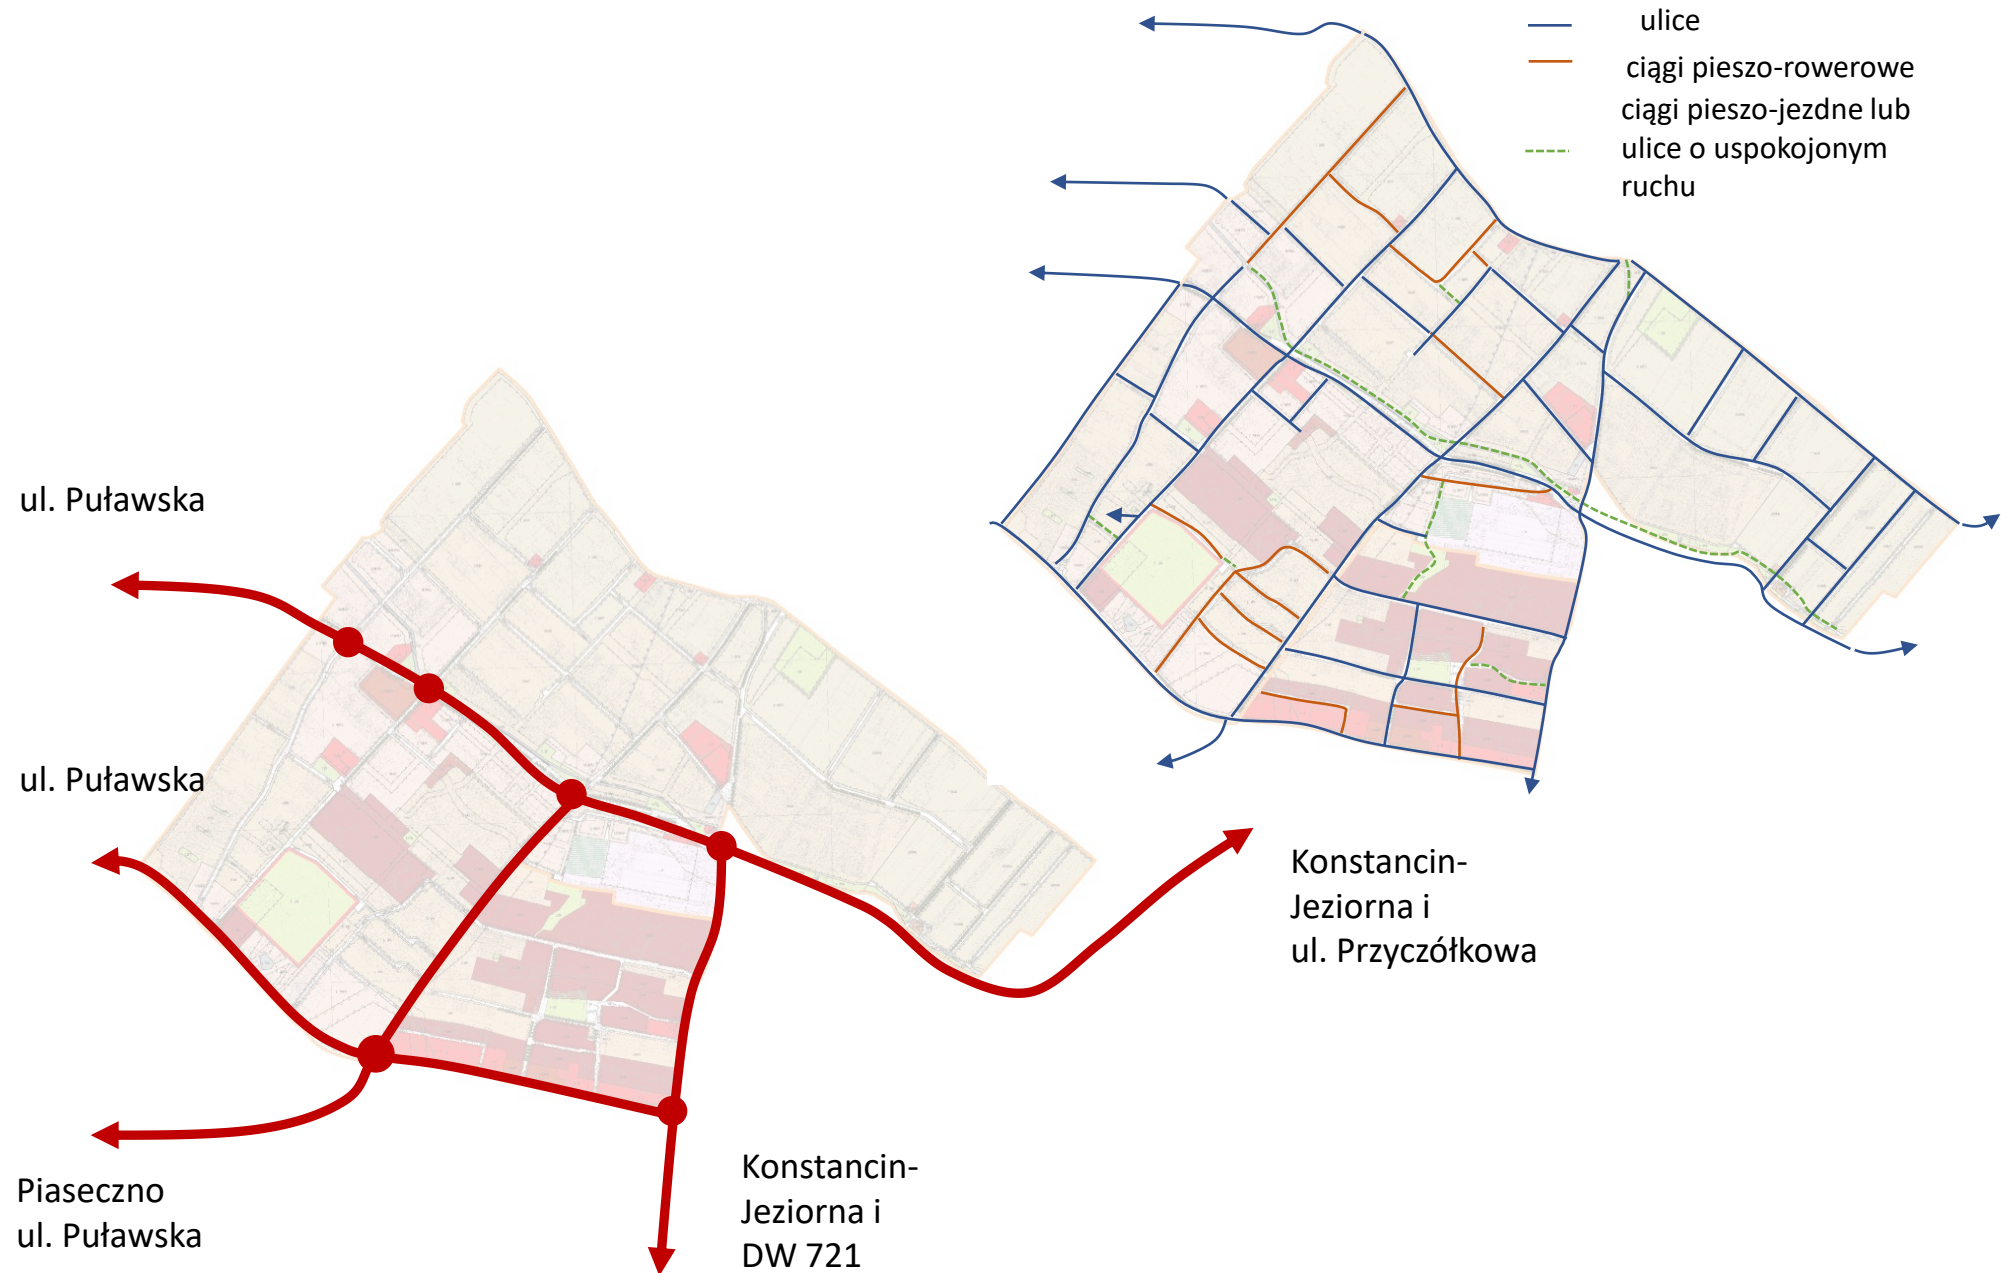 ulice
ciągi pieszo-rowerowe
ciągi pieszo-jezdne lub
ulice o uspokojonym
ruchu
ul. Puławska
ul. Puławska
Konstancin-
Jeziorna i
ul. Przyczółkowa
Piaseczno
ul. Puławska
Konstancin-
Jeziorna i
DW 721